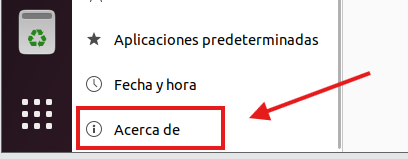 Aplicaciones predeterminadas
Fecha y hora
Acerca de